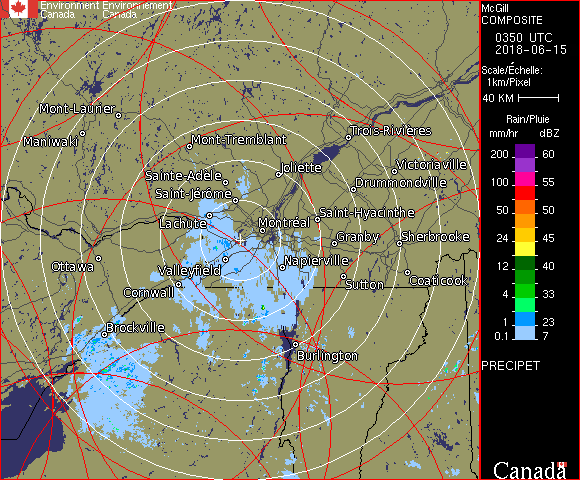 Environment Environnement
Canada Canada
McGill
COMPOSITE
0350 UTC
2018-06-15
Scale/Échelle:
1km/Pixel
40 KM
Rain/Pluie
mm/hr dBZ
200 60
55
100 55
50 50
24 45
12 40
4 33
1 23
0.1 7
PRECIPET
Canada
Mont-Laurier
Maniwaki
Mont-Tremblant
Trois-Rivières
Sainte-Adèle
Joliette
Victoriaville
Saint-Jérôme
Drummondville
Lachute
Saint-Hyacinthe
Montréal
Granby
Sherbrooke
Ottawa
Valleyfield
Napierville
Cornwall
Sutton
Coaticook
Brockville
Burlington